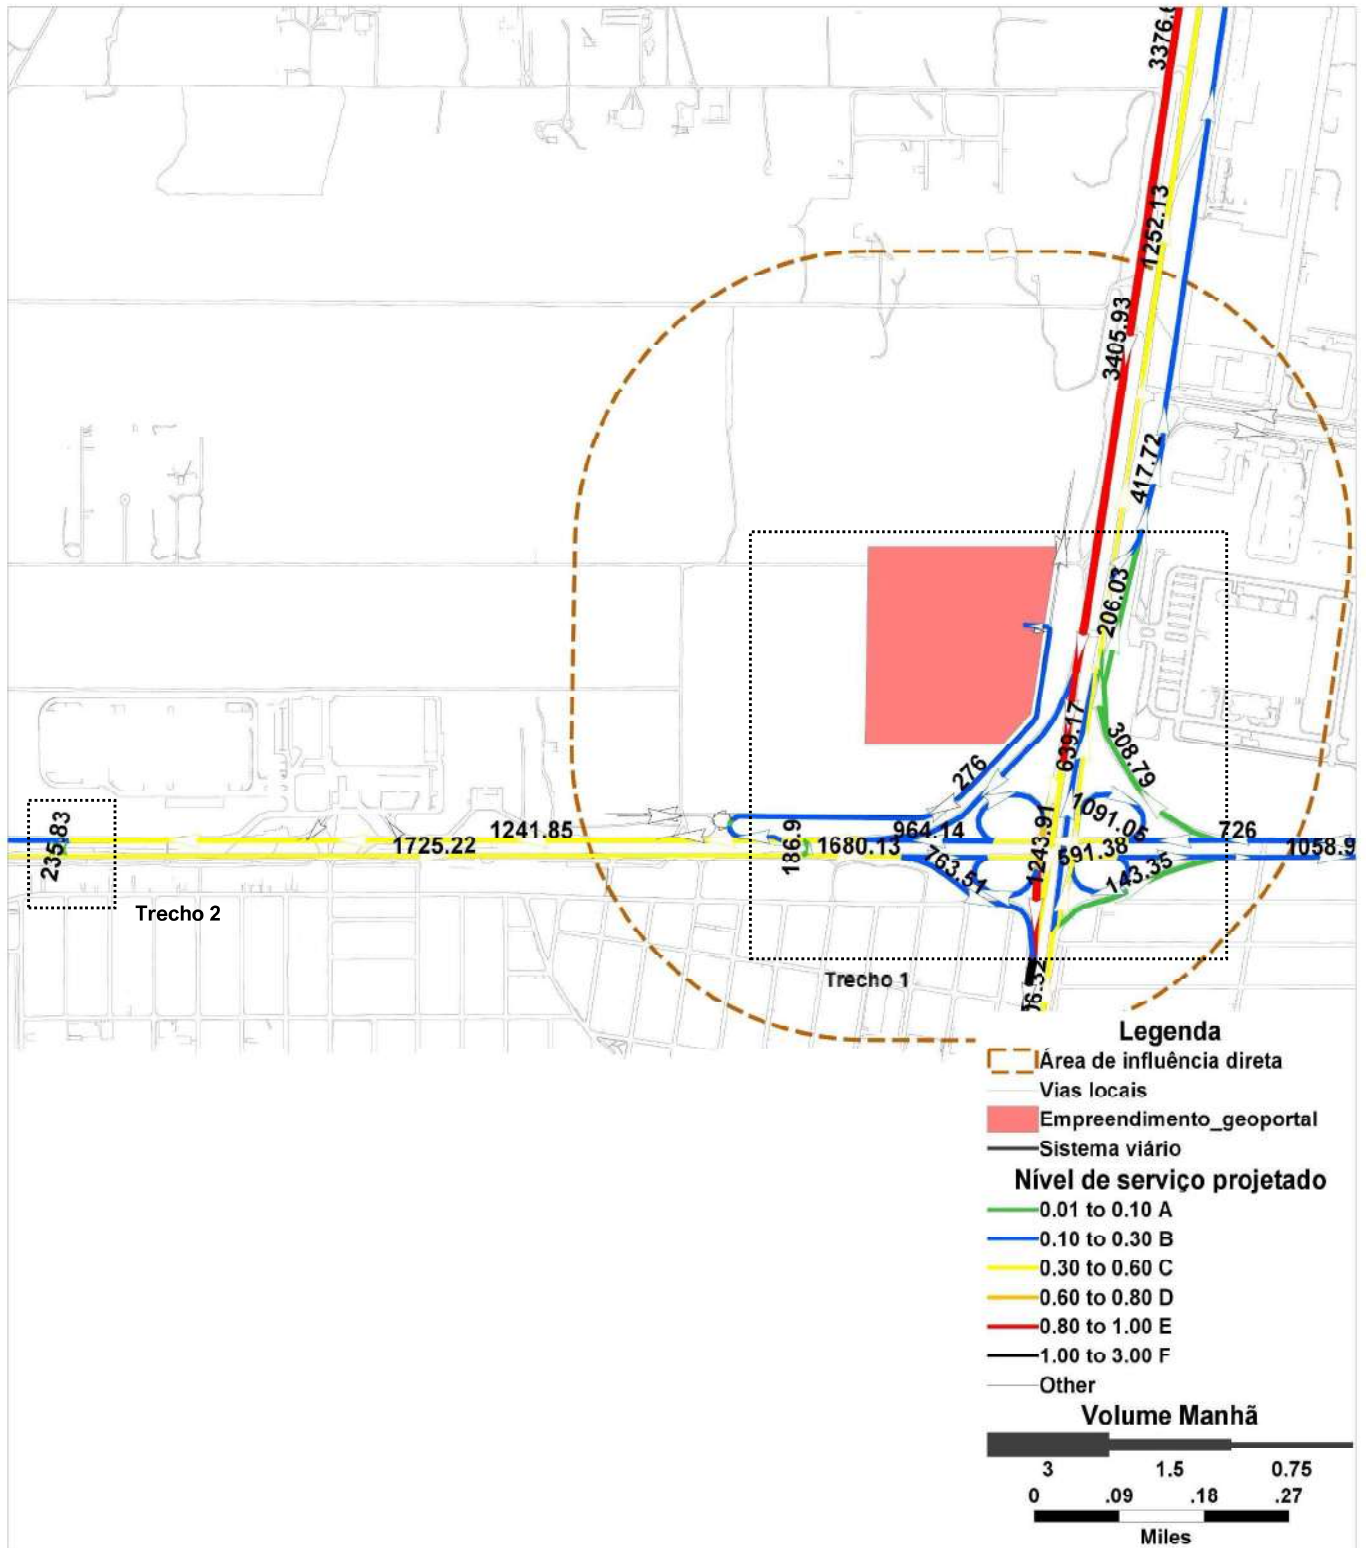 3376.6
1252.13
3405.93
417.72
206.03
639.17
308.79
276
1091.05
235.83
1241.85
1725.22
186.9
964.14
1680.13
763.51
1243.91
591.38
143.35
726
1058.9
Trecho 2
Trecho 1
06.32
Legenda
Área de influência direta
Vias locais
Empreendimento_geoportal
Sistema viário
Nível de serviço projetado
0.01 to 0.10 A
0.10 to 0.30 B
0.30 to 0.60 C
0.60 to 0.80 D
0.80 to 1.00 E
1.00 to 3.00 F
Other
Volume Manhã
3 1.5 0.75
0 .09 .18 .27
Miles